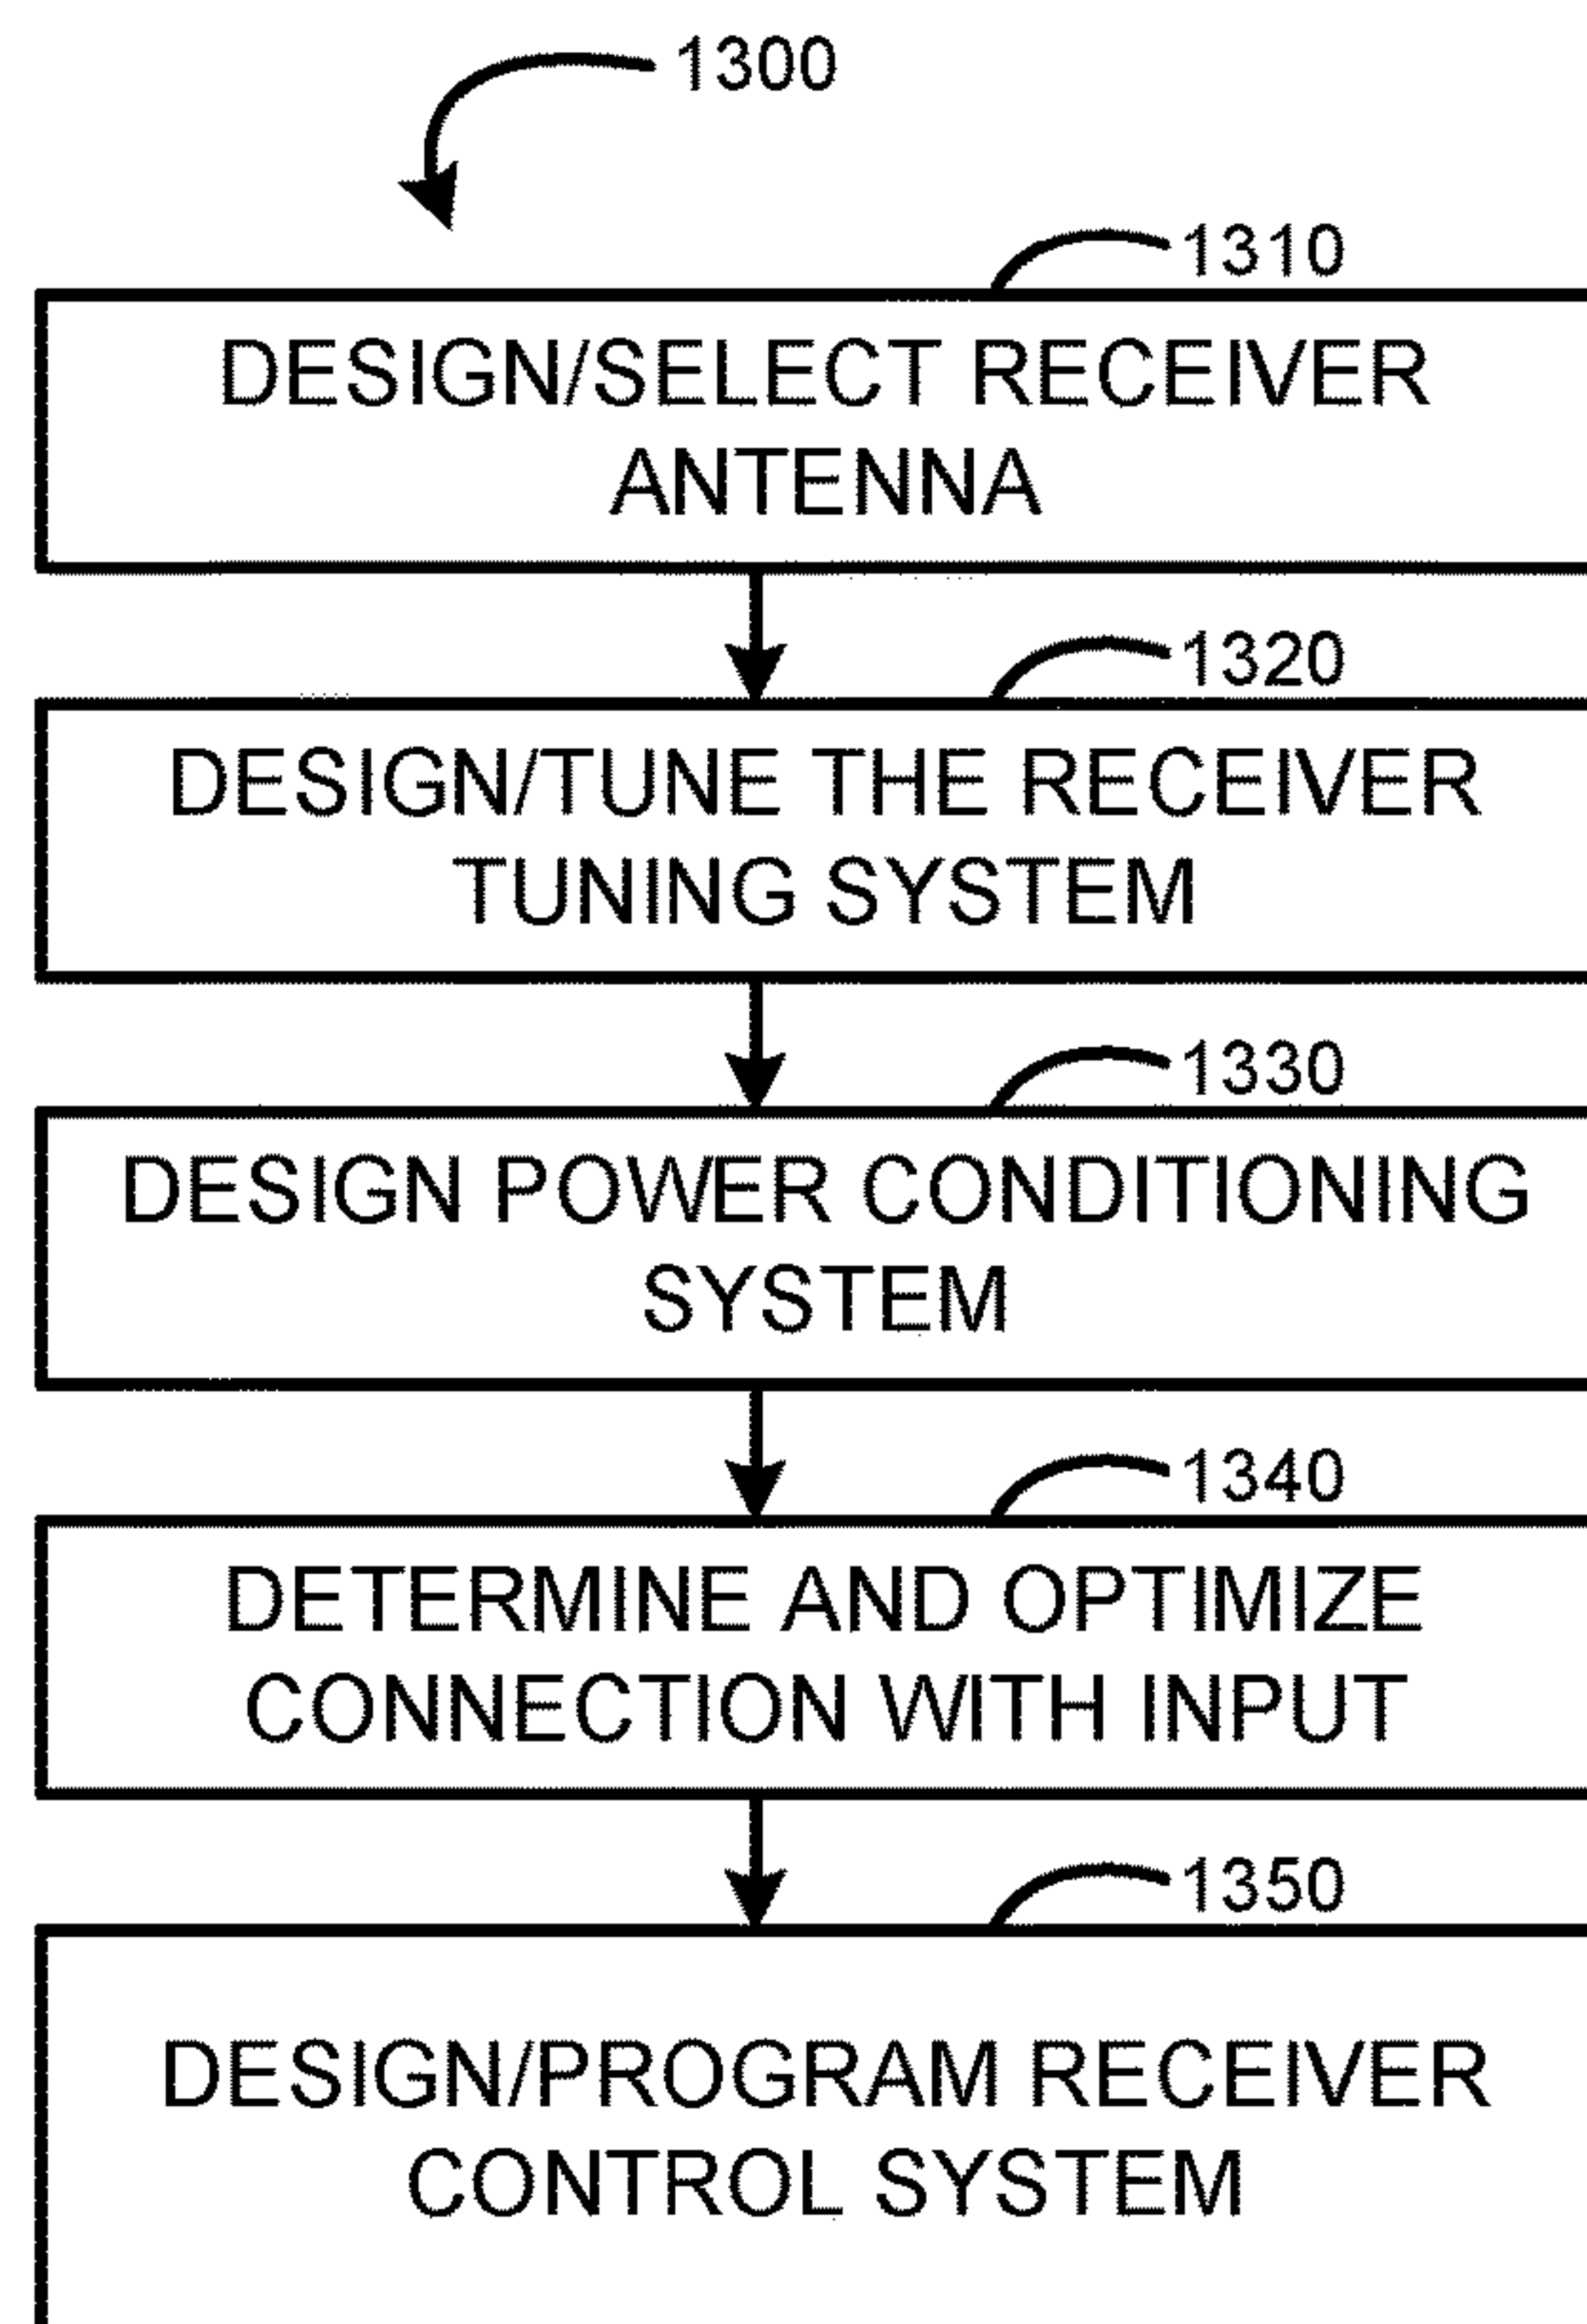 1300
1310
DESIGN/SELECT RECEIVER
ANTENNA
1320
DESIGN/TUNE THE RECEIVER
TUNING SYSTEM
1330
DESIGN POWER CONDITIONING
SYSTEM
1340
DETERMINE AND OPTIMIZE
CONNECTION WITH INPUT
1350
DESIGN/PROGRAM RECEIVER
CONTROL SYSTEM